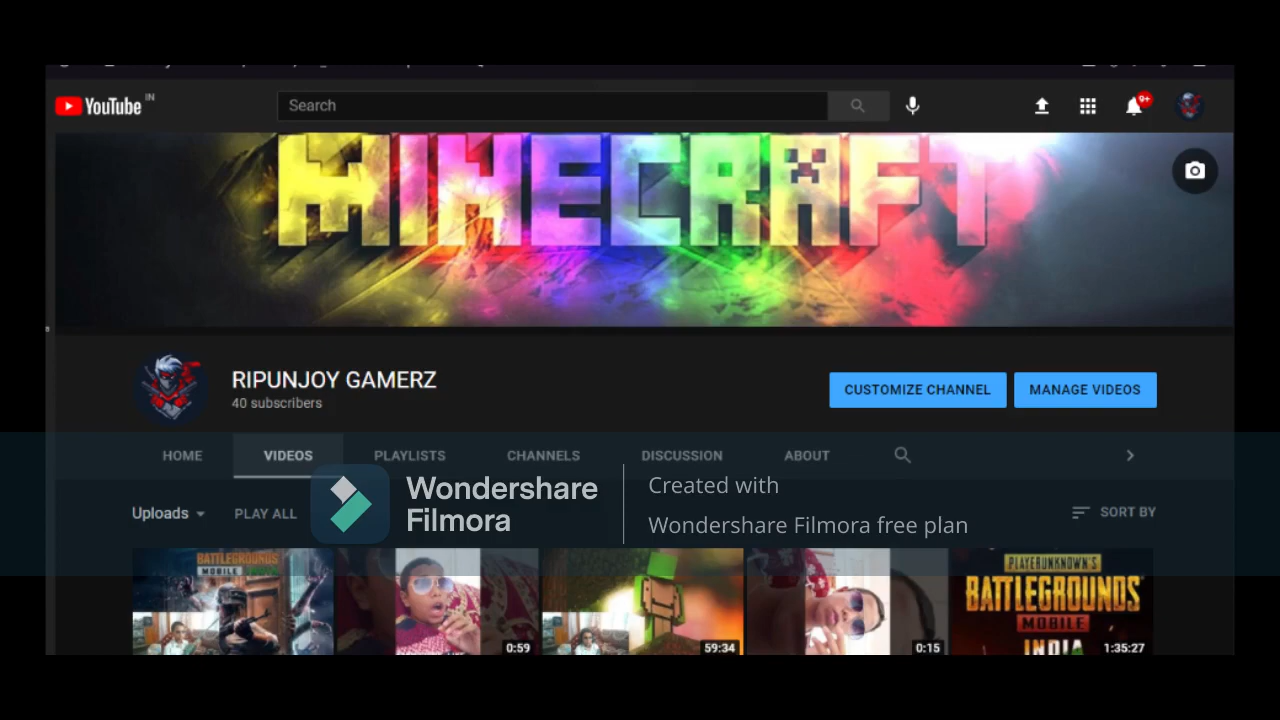 YouTube IN
Search
9+
MINECRAFT
RIPUNJOY GAMERZ
40 subscribers
CUSTOMIZE CHANNEL
MANAGE VIDEOS
HOME
VIDEOS
PLAYLISTS
CHANNELS
DISCUSSION
ABOUT
Uploads
PLAY ALL
SORT BY
Wondershare
Filmora
Created with
Wondershare Filmora free plan
BATTLEGROUNDS
MOBILE
0:59
59:34
0:15
PLAYERUNKNOWN'S
BATTLEGROUNDS
MOBILE
INDIA
1:35:27